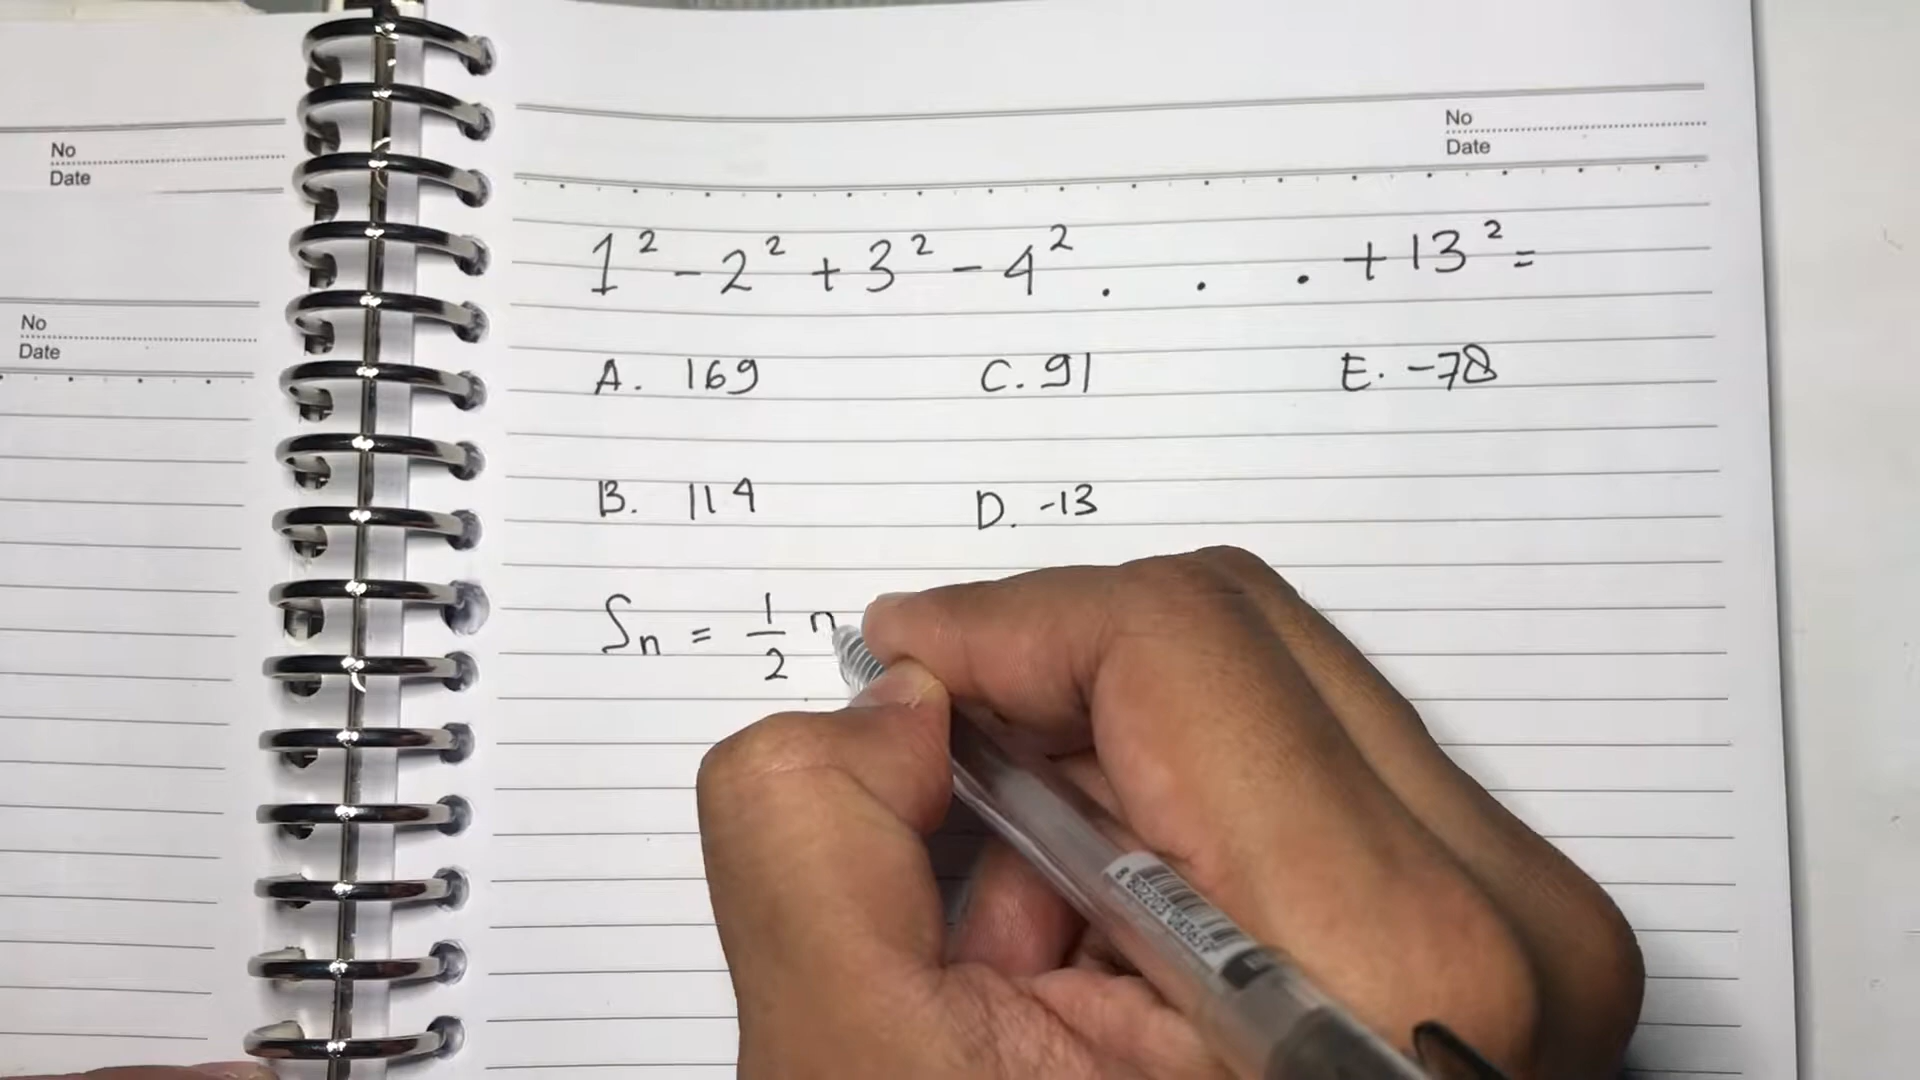 No
Date
No
Date
No
Date
1² - 2² + 3² - 4² . . . + 13² =
A. 169 C. 91 E. -78
B. 114 D. -13
Sn = 1/2 n